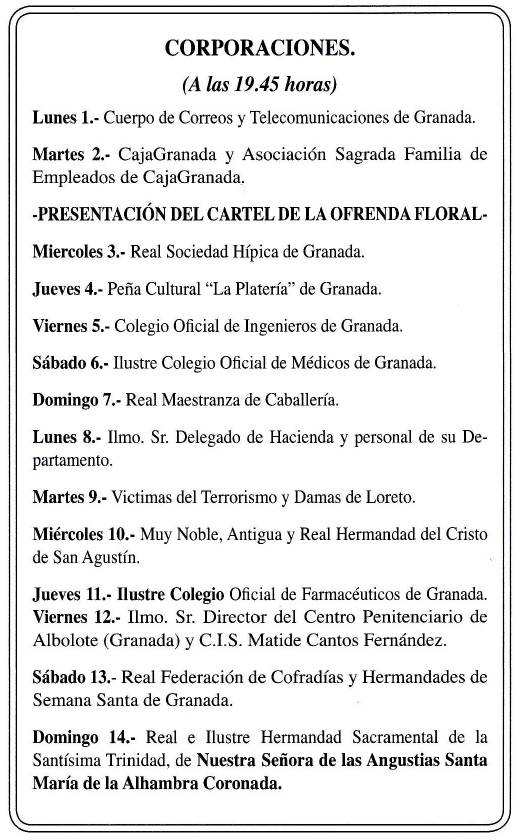 CORPORACIONES.
(A las 19.45 horas)
Lunes 1.- Cuerpo de Correos y Telecomunicaciones de Granada.
Martes 2.- CajaGranada y Asociación Sagrada Familia de
Empleados de CajaGranada.
-PRESENTACIÓN DEL CARTEL DE LA OFRENDA FLORAL-
Miercoles 3.- Real Sociedad Hípica de Granada.
Jueves 4.- Peña Cultural “La Platería” de Granada.
Viernes 5.- Colegio Oficial de Ingenieros de Granada.
Sábado 6.- Ilustre Colegio Oficial de Médicos de Granada.
Domingo 7.- Real Maestranza de Caballería.
Lunes 8.- Ilmo. Sr. Delegado de Hacienda y personal de su De-
partamento.
Martes 9.- Victimas del Terrorismo y Damas de Loreto.
Miércoles 10.- Muy Noble, Antigua y Real Hermandad del Cristo
de San Agustín.
Jueves 11.- Ilustre Colegio Oficial de Farmacéuticos de Granada.
Viernes 12.- Ilmo. Sr. Director del Centro Penitenciario de
Albolote (Granada) y C.I.S. Matide Cantos Fernández.
Sábado 13.- Real Federación de Cofradías y Hermandades de
Semana Santa de Granada.
Domingo 14.- Real e Ilustre Hermandad Sacramental de la
Santísima Trinidad, de Nuestra Señora de las Angustias Santa
María de la Alhambra Coronada.